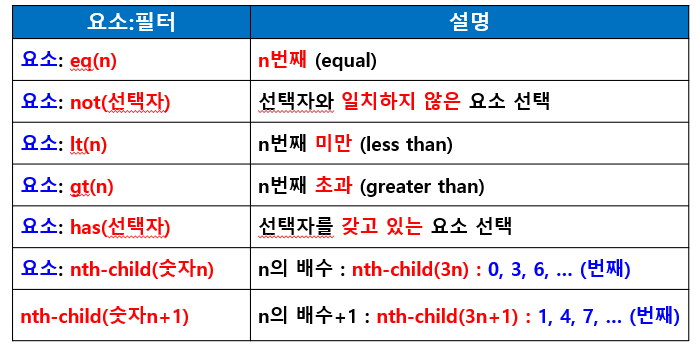 요소:필터 설명
요소: eq(n) n번째 (equal)
요소: not(선택자) 선택자와 일치하지 않은 요소 선택
요소: lt(n) n번째 미만 (less than)
요소: gt(n) n번째 초과 (greater than)
요소: has(선택자) 선택자를 갖고 있는 요소 선택
요소: nth-child(숫자n) n의 배수 : nth-child(3n) : 0, 3, 6, ... (번째)
nth-child(숫자n+1) n의 배수+1 : nth-child(3n+1) : 1, 4, 7, ... (번째)